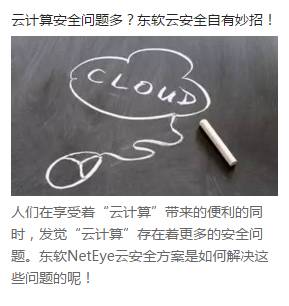 云计算安全问题多？东软云安全自有妙招！
CLOUD
人们在享受着“云计算”带来的便利的同
时，发觉“云计算”存在着更多的安全问
题。东软NetEye云安全方案是如何解决这
些问题的呢！